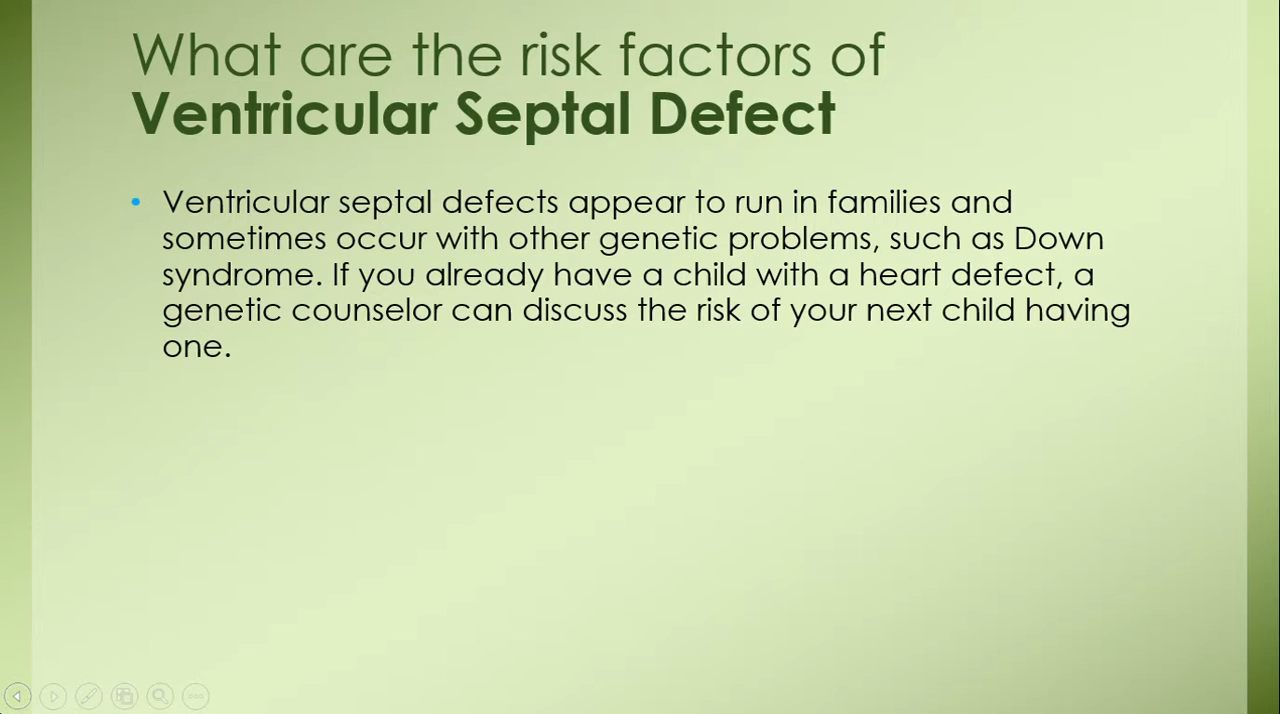 What are the risk factors of
Ventricular Septal Defect
• Ventricular septal defects appear to run in families and
sometimes occur with other genetic problems, such as Down
syndrome. If you already have a child with a heart defect, a
genetic counselor can discuss the risk of your next child having
one.